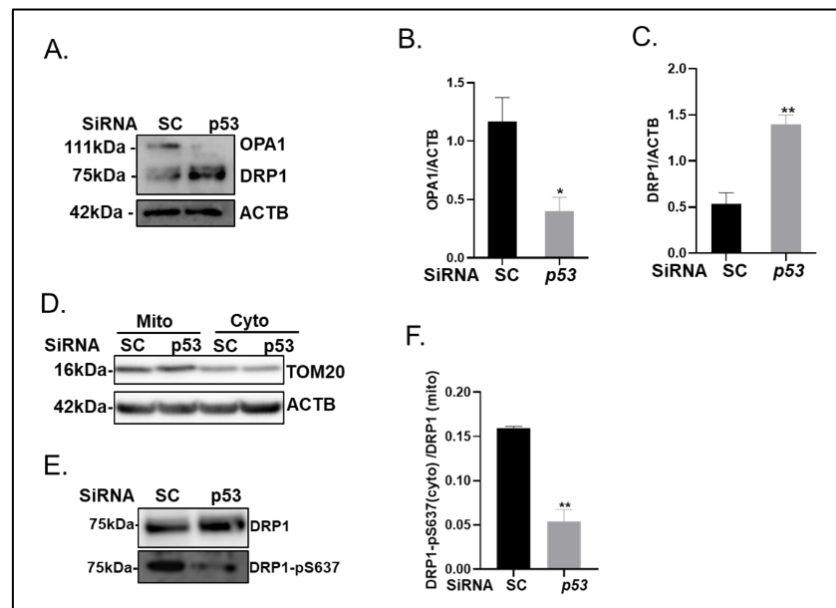 A.
SiRNA SC p53
111kDa - OPA1
75kDa - DRP1
42kDa - ACTB
B.
OPA1/ACTB
1.5
1.0
0.5
0.0
*
SiRNA SC p53
C.
DRP1/ACTB
2.0
1.5
1.0
0.5
0.0
**
SiRNA SC p53
D.
Mito Cyto
SiRNA SC p53 SC p53
16kDa- TOM20
42kDa- ACTB
E.
SiRNA SC p53
75kDa- DRP1
75kDa- DRP1-pS637
F.
DRP1-pS637(cyto) /DRP1 (mito)
0.20
0.15
0.10
0.05
0.00
**
SiRNA SC p53